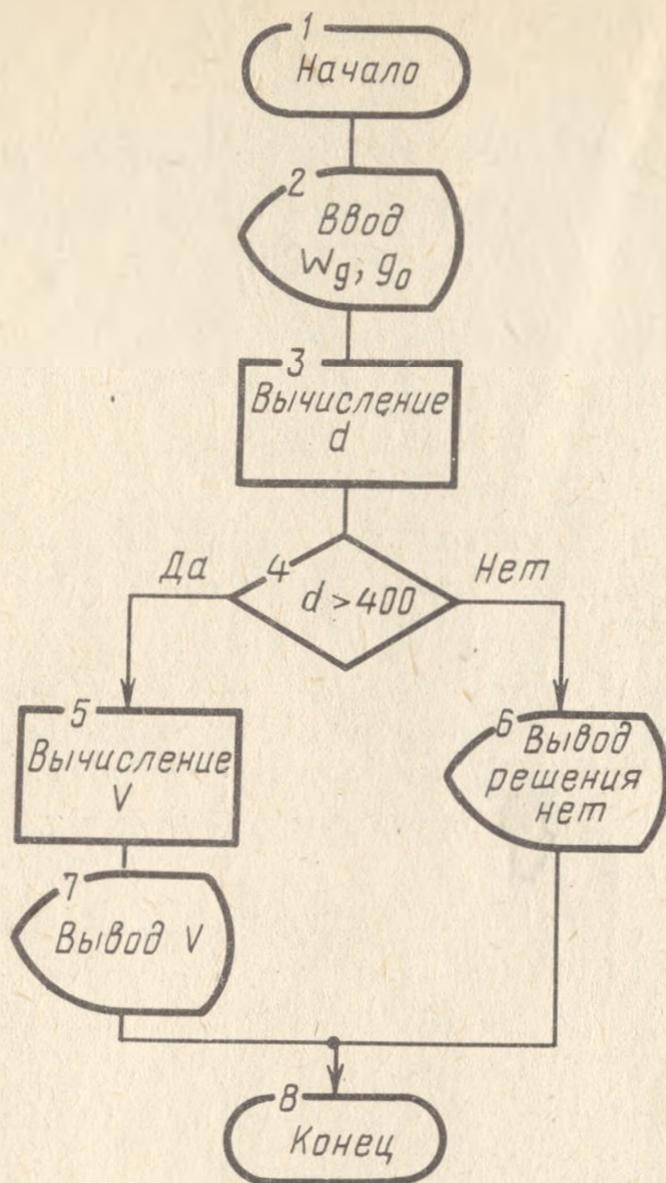 1
Начало
2
Ввод
Wg, g₀
3
Вычисление
d
Да
4
d > 400
Нет
5
Вычисление
V
6
Вывод
решения
нет
7
Вывод V
8
Конец